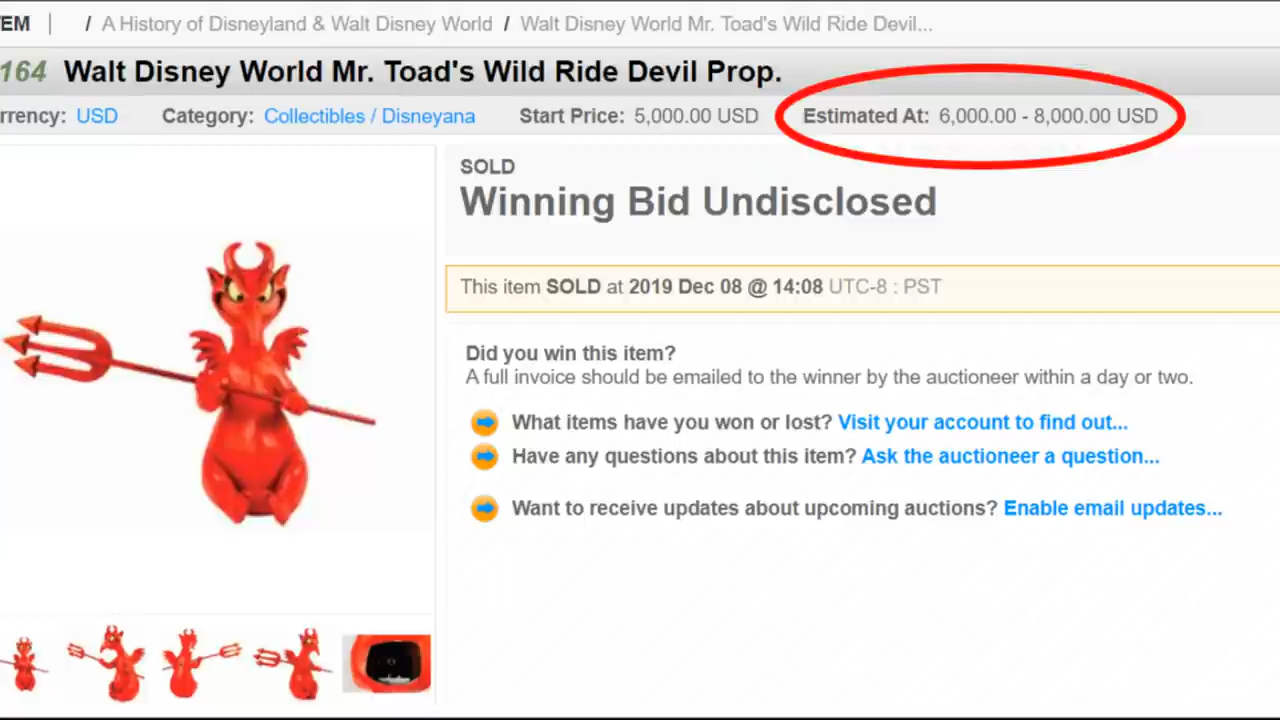 TEM | / A History of Disneyland & Walt Disney World / Walt Disney World Mr. Toad's Wild Ride Devil...
164 Walt Disney World Mr. Toad's Wild Ride Devil Prop.
rrency: USD Category: Collectibles / Disneyana Start Price: 5,000.00 USD Estimated At: 6,000.00 - 8,000.00 USD
SOLD
Winning Bid Undisclosed
This item SOLD at 2019 Dec 08 @ 14:08 UTC-8 : PST
Did you win this item?
A full invoice should be emailed to the winner by the auctioneer within a day or two.
What items have you won or lost? Visit your account to find out...
Have any questions about this item? Ask the auctioneer a question...
Want to receive updates about upcoming auctions? Enable email updates...